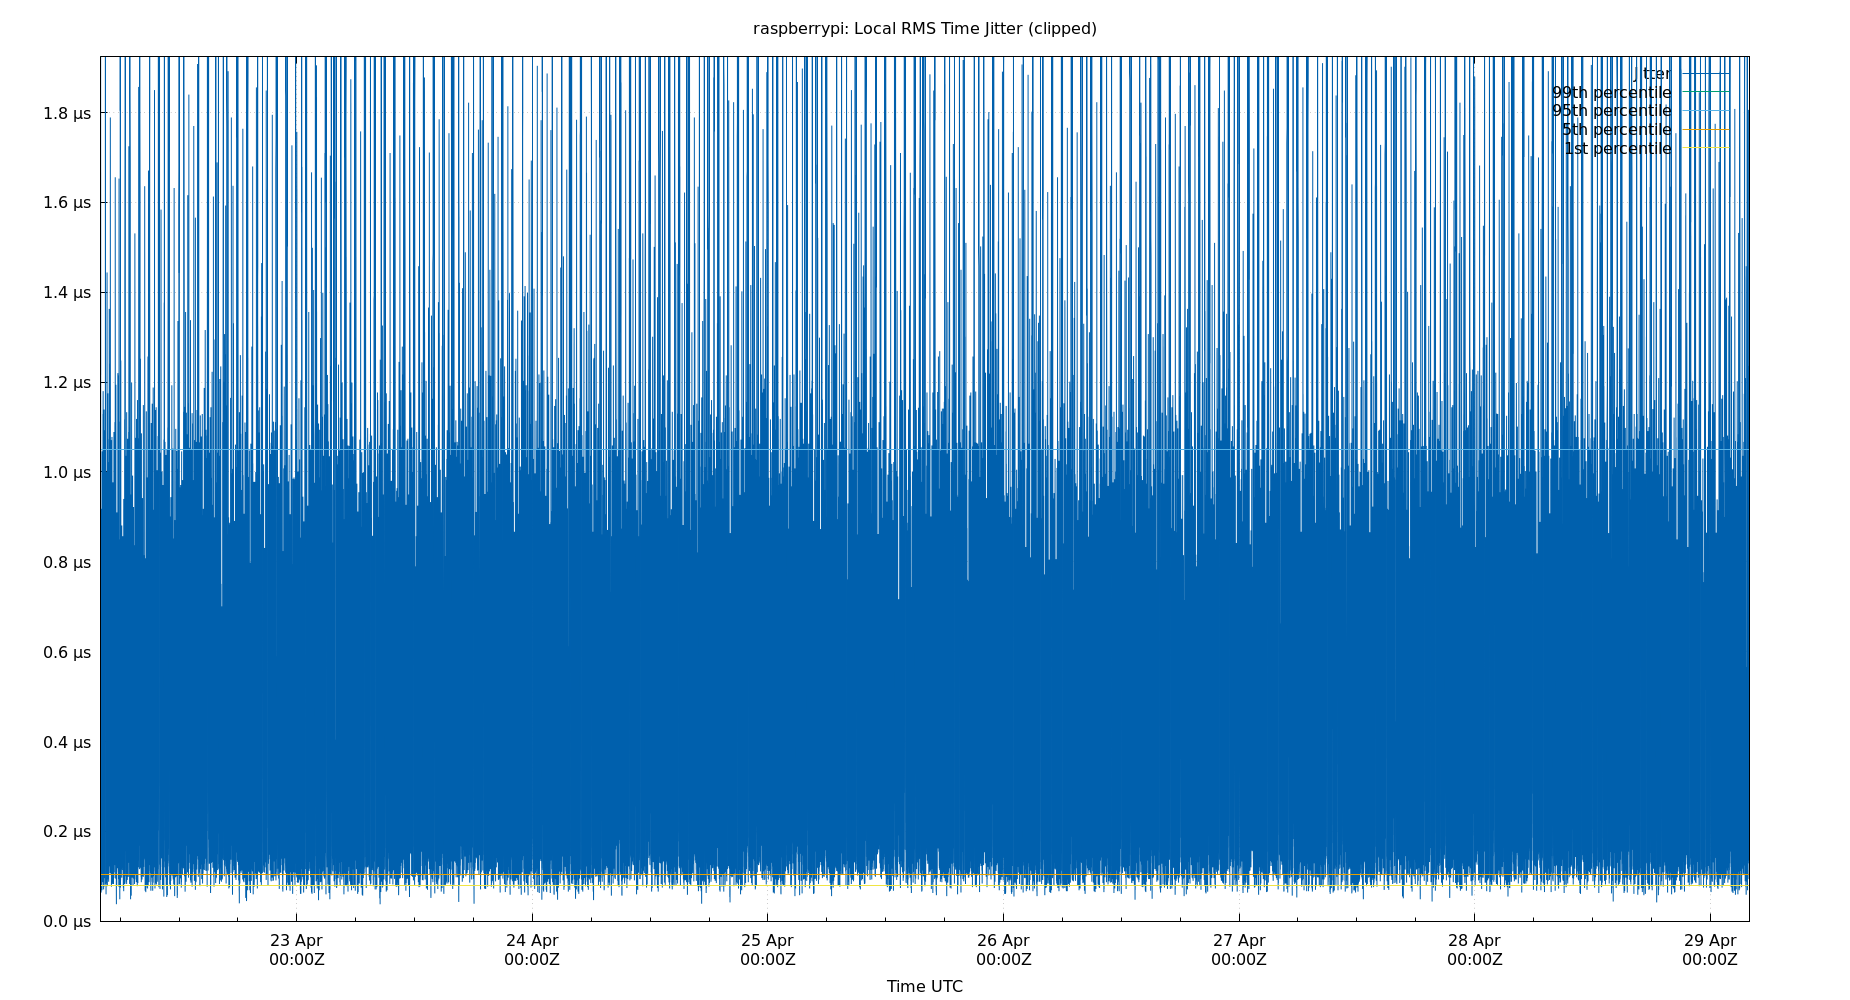 raspberrypi: Local RMS Time Jitter (clipped)
jitter
99th percentile
95th percentile
5th percentile
1st percentile
1.8 µs
1.6 µs
1.4 µs
1.2 µs
1.0 µs
0.8 µs
0.6 µs
0.4 µs
0.2 µs
0.0 µs
23 Apr 24 Apr 25 Apr 26 Apr 27 Apr 28 Apr 29 Apr
00:00Z 00:00Z 00:00Z 00:00Z 00:00Z 00:00Z 00:00Z
Time UTC